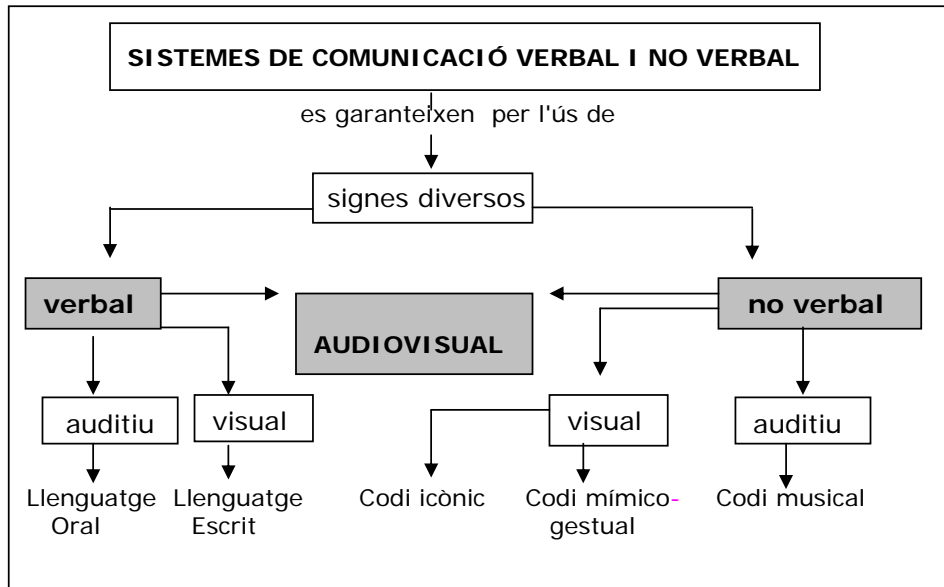 SISTEMES DE COMUNICACIÓ VERBAL I NO VERBAL
es garanteixen per l'ús de
signes diversos
verbal
no verbal
AUDIOVISUAL
auditiu
visual
visual
auditiu
Llenguatge
Oral
Llenguatge
Escrit
Codi icònic
Codi mímico-
gestual
Codi musical